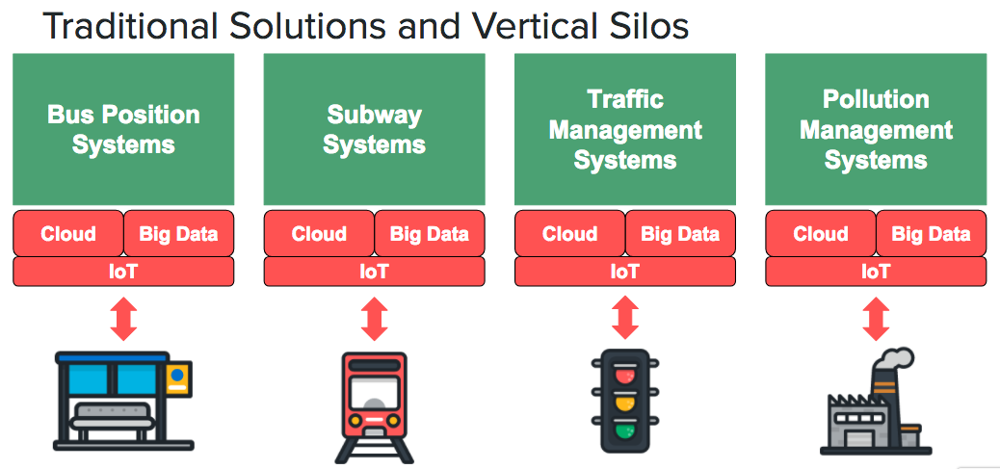 Traditional Solutions and Vertical Silos
Bus Position
Systems
Subway
Systems
Traffic
Management
Systems
Pollution
Management
Systems
Cloud
Big Data
IoT
Cloud
Big Data
IoT
Cloud
Big Data
IoT
Cloud
Big Data
IoT